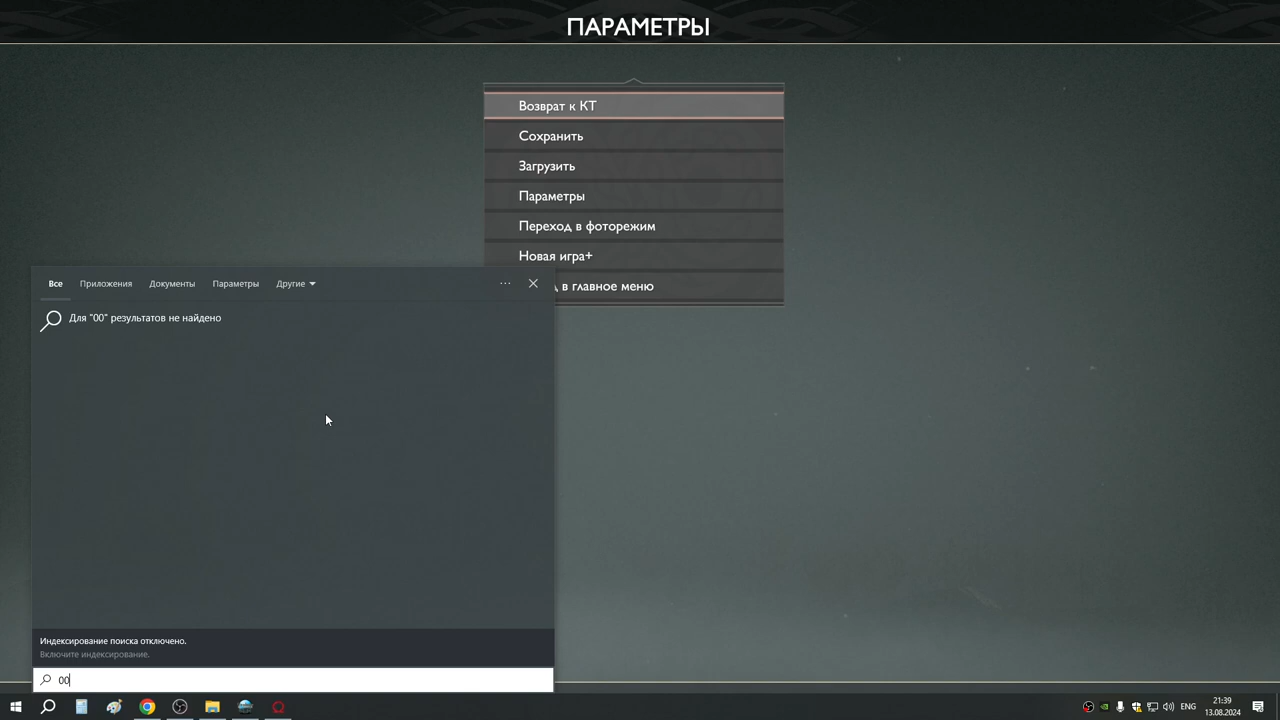 ПАРАМЕТРЫ
Возврат к КТ
Сохранить
Загрузить
Параметры
Переход в фоторежим
Новая игра+
в главное меню
Все Приложения Документы Параметры Другие
Для "00" результатов не найдено
Индексирование поиска отключено.
Включите индексирование.
00
ENG
21:39
13.08.2024